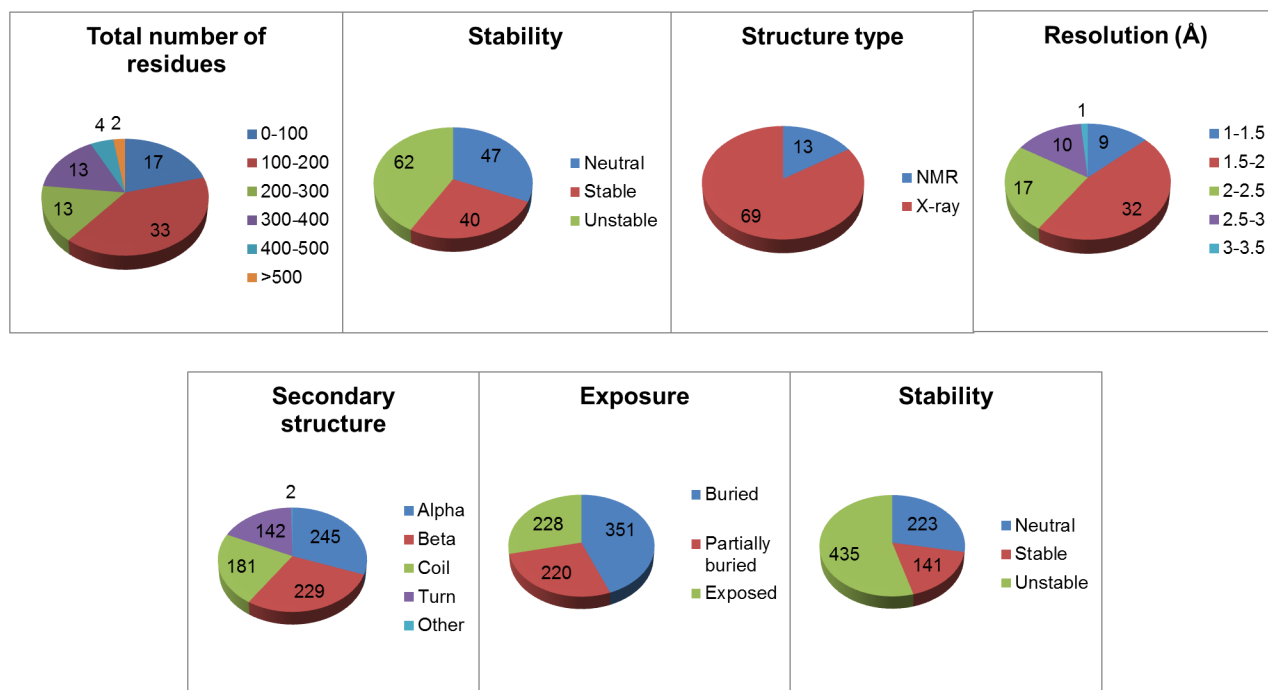 Total number of
residues
4 2
17
13
13
33
0-100
100-200
200-300
300-400
400-500
>500
Stability
62
47
40
Neutral
Stable
Unstable
Structure type
13
69
NMR
X-ray
Resolution (Å)
1
10
9
17
32
1-1.5
1.5-2
2-2.5
2.5-3
3-3.5
Secondary
structure
2
142
245
181
229
Alpha
Beta
Coil
Turn
Other
Exposure
228
351
220
Buried
Partially
buried
Exposed
Stability
223
435
141
Neutral
Stable
Unstable